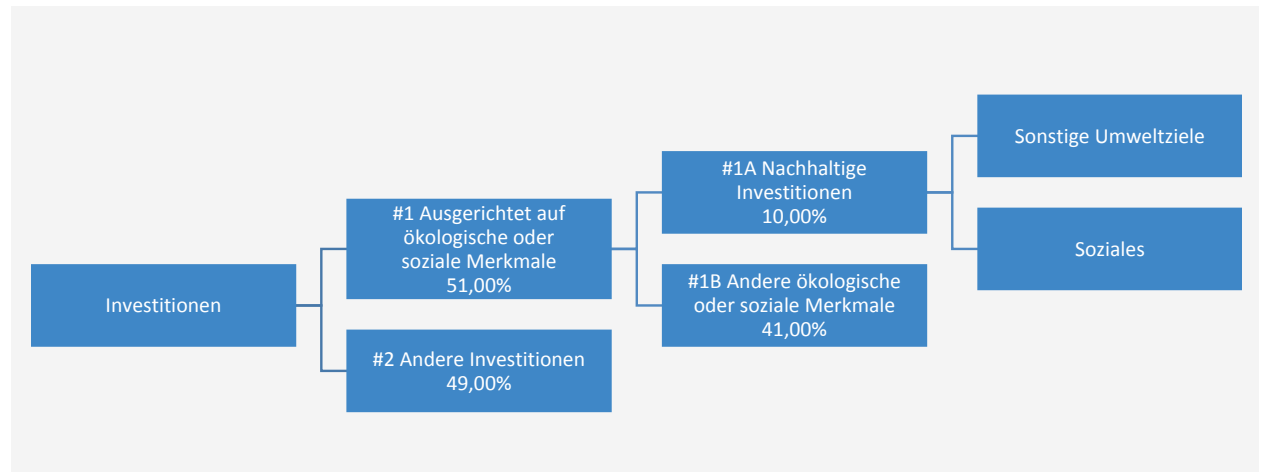 Investitionen
#1 Ausgerichtet auf
ökologische oder
soziale Merkmale
51,00%
#2 Andere Investitionen
49,00%
#1A Nachhaltige
Investitionen
10,00%
#1B Andere ökologische
oder soziale Merkmale
41,00%
Sonstige Umweltziele
Soziales